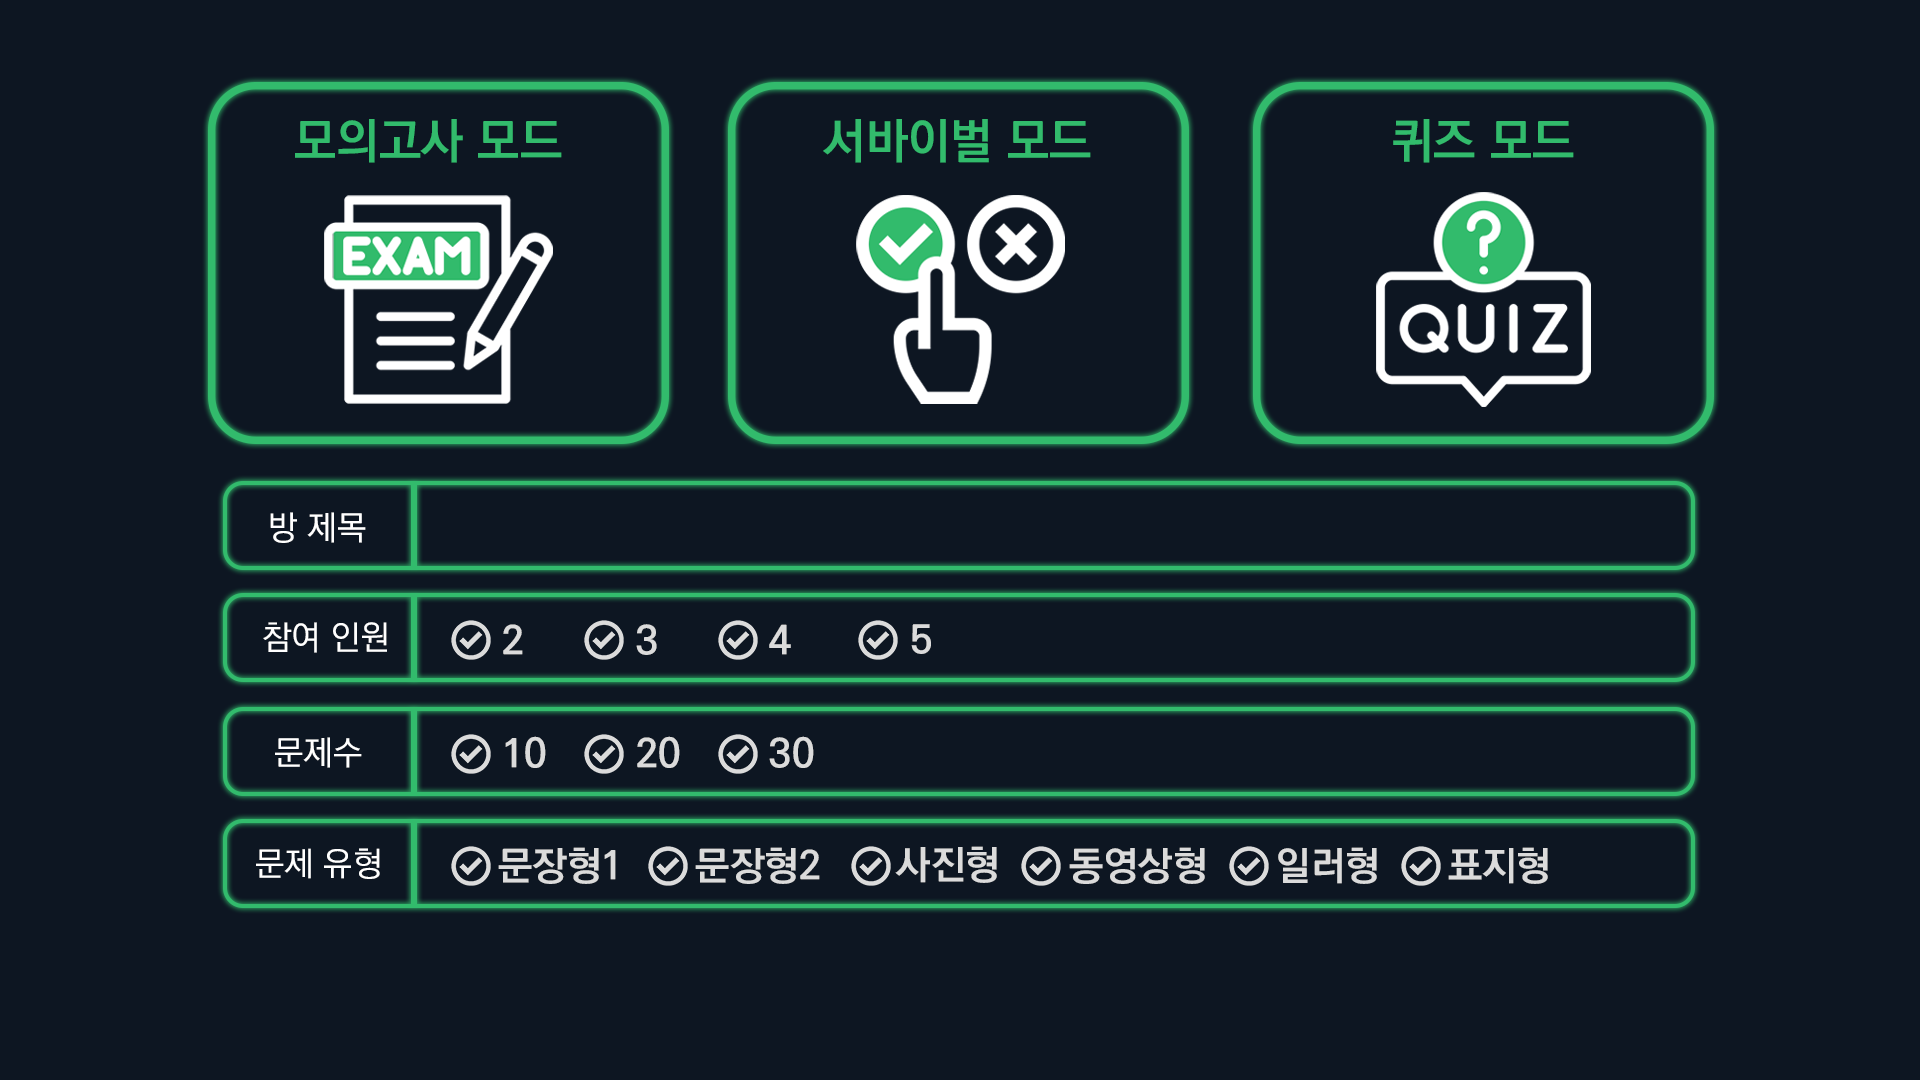 모의고사 모드
EXAM
서바이벌 모드
퀴즈 모드
?
QUIZ
방 제목
참여 인원 2 3 4 5
문제수 10 20 30
문제 유형 문장형1 문장형2 사진형 동영상형 일러형 표지형